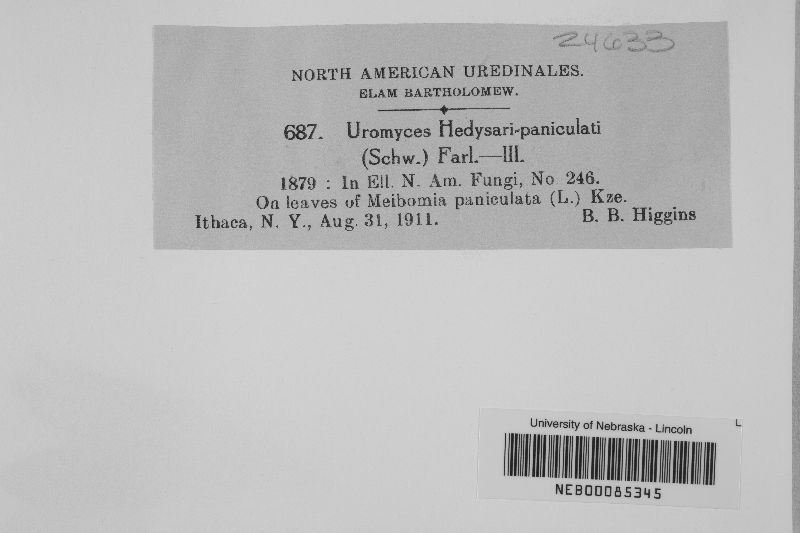 24633
NORTH AMERICAN UREDINALES.
ELAM BARTHOLOMEW.
687. Uromyces Hedysari-paniculati
(Schw.) Farl.—III.
1879 : In Ell. N. Am. Fungi, No 246.
On leaves of Meibomia paniculata (L.) Kze.
Ithaca, N. Y., Aug. 31, 1911. B. B. Higgins
University of Nebraska - Lincoln
L
NEB00085345